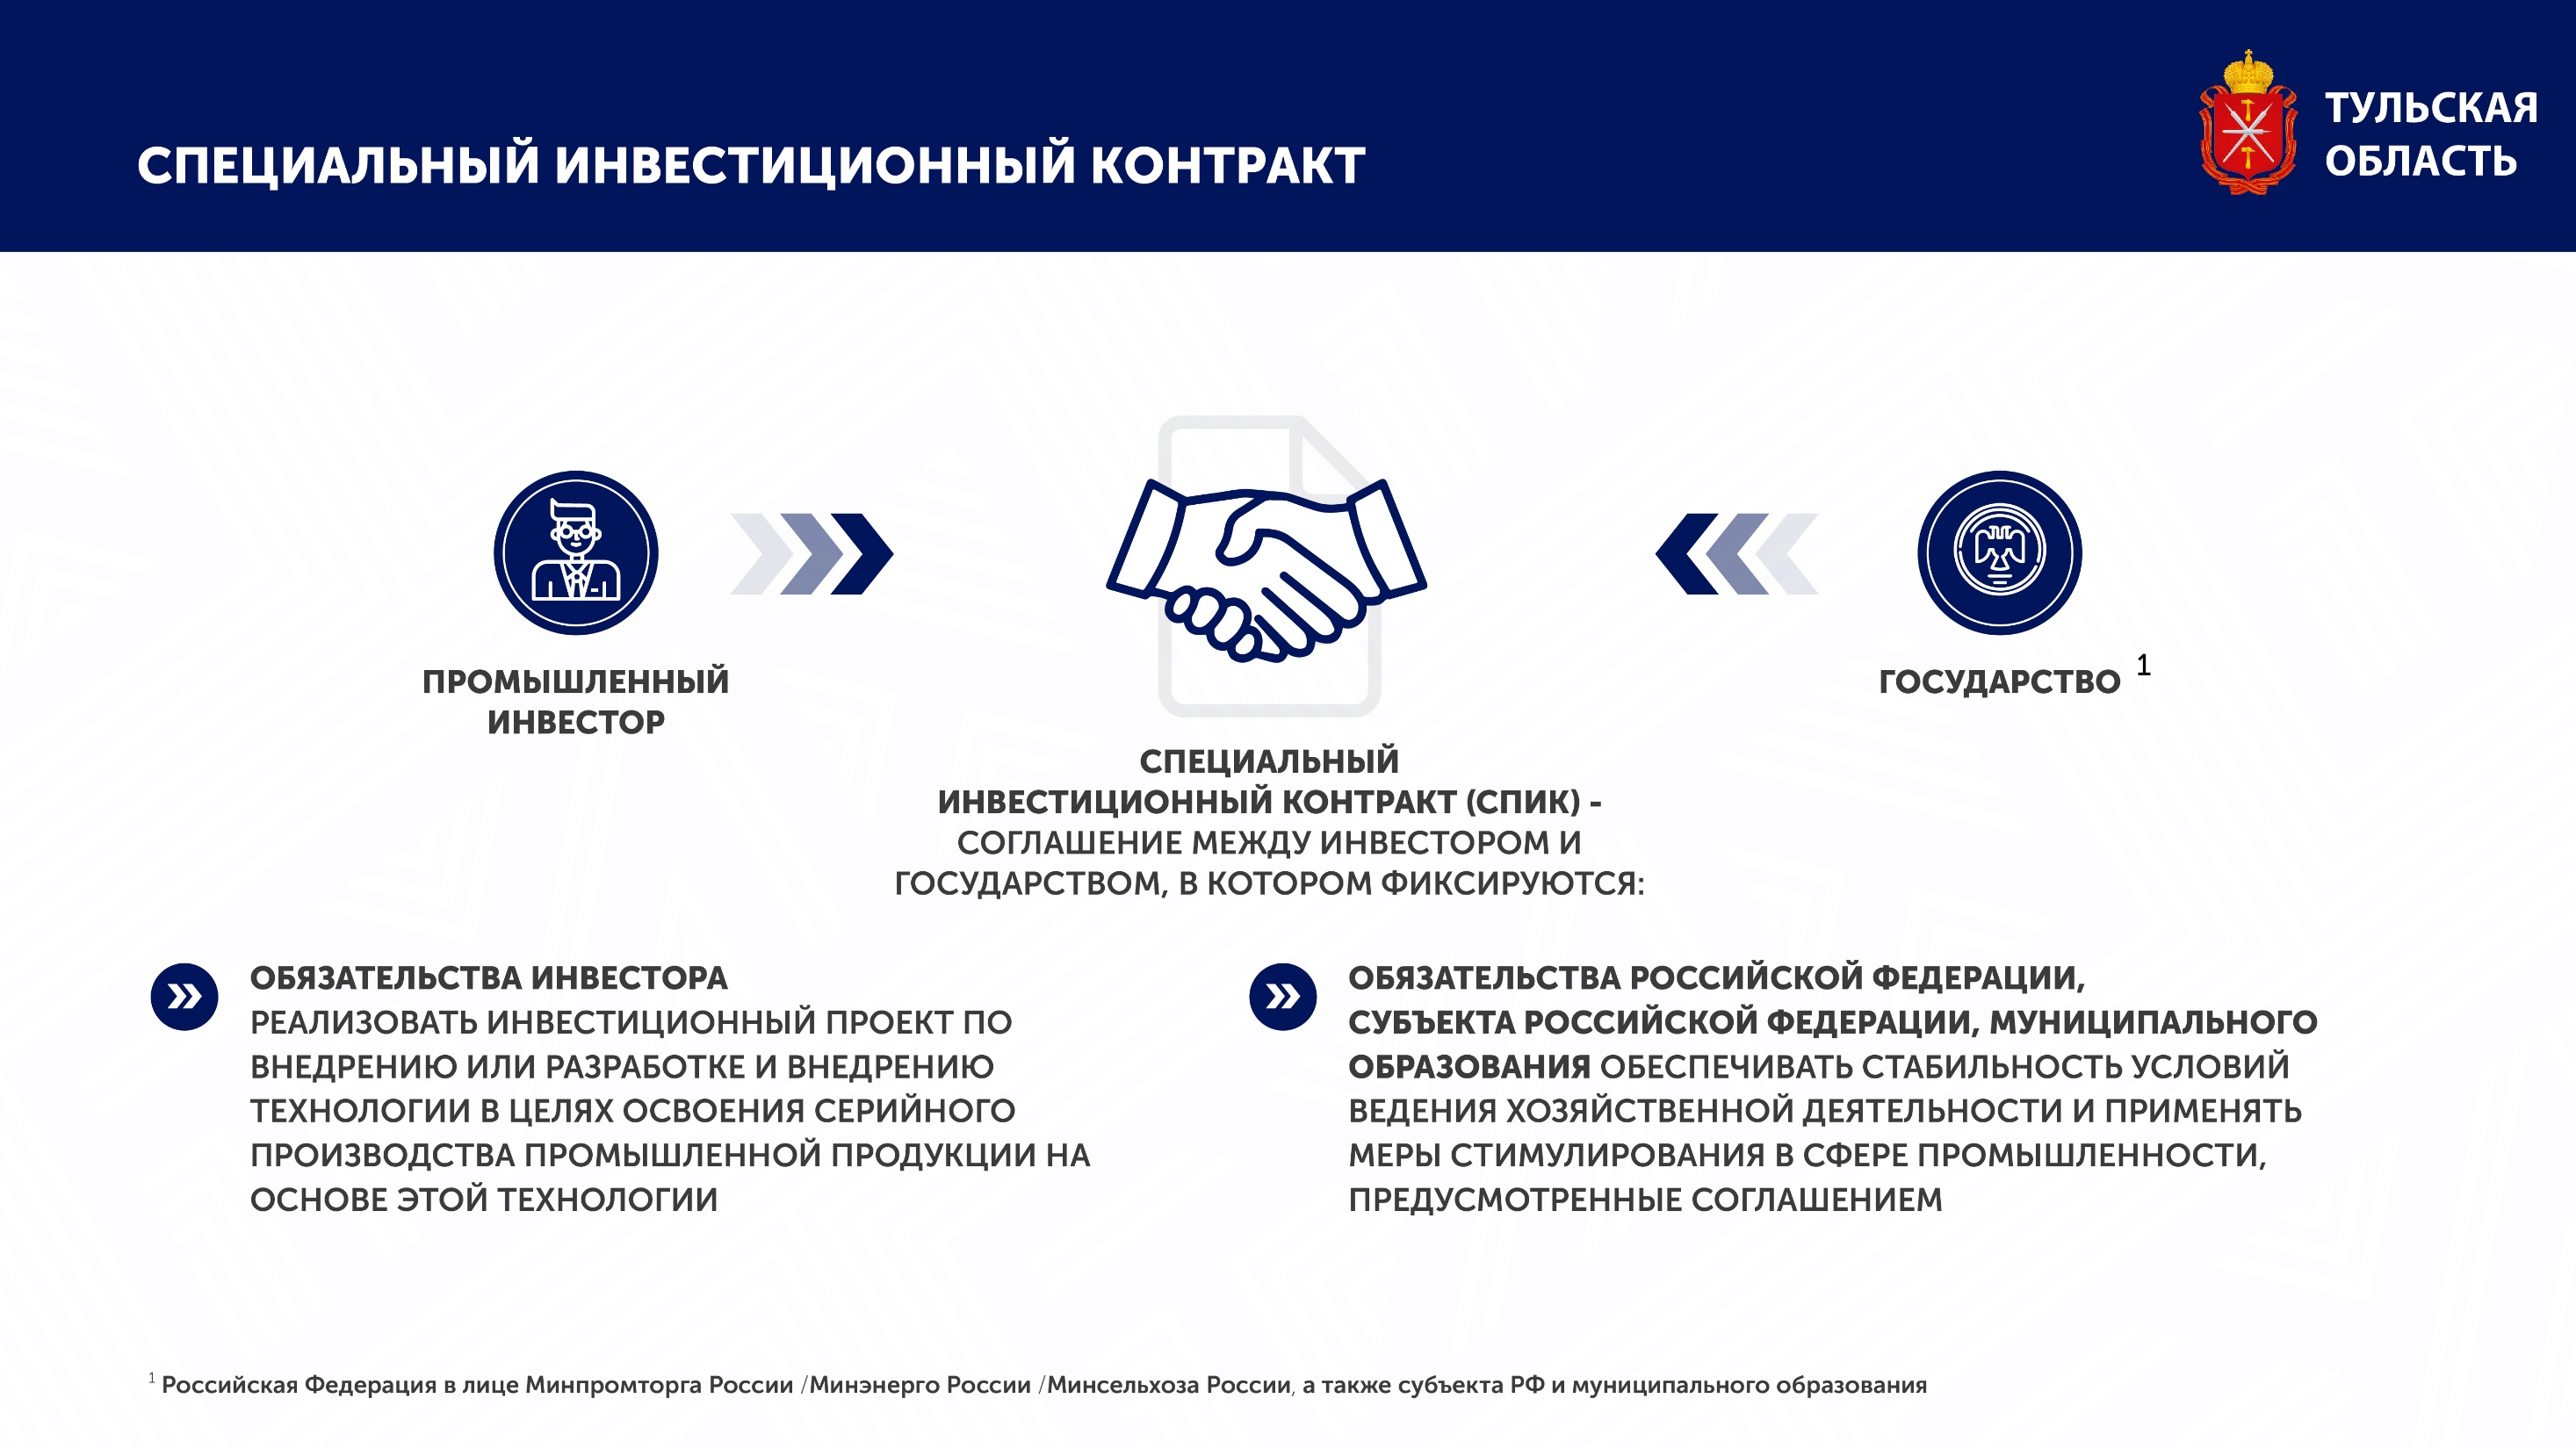 СПЕЦИАЛЬНЫЙ ИНВЕСТИЦИОННЫЙ КОНТРАКТ
ТУЛЬСКАЯ
ОБЛАСТЬ
ПРОМЫШЛЕННЫЙ
ИНВЕСТОР
ГОСУДАРСТВО 1
СПЕЦИАЛЬНЫЙ
ИНВЕСТИЦИОННЫЙ КОНТРАКТ (СПИК) -
СОГЛАШЕНИЕ МЕЖДУ ИНВЕСТОРОМ И
ГОСУДАРСТВОМ, В КОТОРОМ ФИКСИРУЮТСЯ:
ОБЯЗАТЕЛЬСТВА ИНВЕСТОРА
РЕАЛИЗОВАТЬ ИНВЕСТИЦИОННЫЙ ПРОЕКТ ПО
ВНЕДРЕНИЮ ИЛИ РАЗРАБОТКЕ И ВНЕДРЕНИЮ
ТЕХНОЛОГИИ В ЦЕЛЯХ ОСВОЕНИЯ СЕРИЙНОГО
ПРОИЗВОДСТВА ПРОМЫШЛЕННОЙ ПРОДУКЦИИ НА
ОСНОВЕ ЭТОЙ ТЕХНОЛОГИИ
ОБЯЗАТЕЛЬСТВА РОССИЙСКОЙ ФЕДЕРАЦИИ,
СУБЪЕКТА РОССИЙСКОЙ ФЕДЕРАЦИИ, МУНИЦИПАЛЬНОГО
ОБРАЗОВАНИЯ ОБЕСПЕЧИВАТЬ СТАБИЛЬНОСТЬ УСЛОВИЙ
ВЕДЕНИЯ ХОЗЯЙСТВЕННОЙ ДЕЯТЕЛЬНОСТИ И ПРИМЕНЯТЬ
МЕРЫ СТИМУЛИРОВАНИЯ В СФЕРЕ ПРОМЫШЛЕННОСТИ,
ПРЕДУСМОТРЕННЫЕ СОГЛАШЕНИЕМ
1 Российская Федерация в лице Минпромторга России /Минэнерго России /Минсельхоза России, а также субъекта РФ и муниципального образования